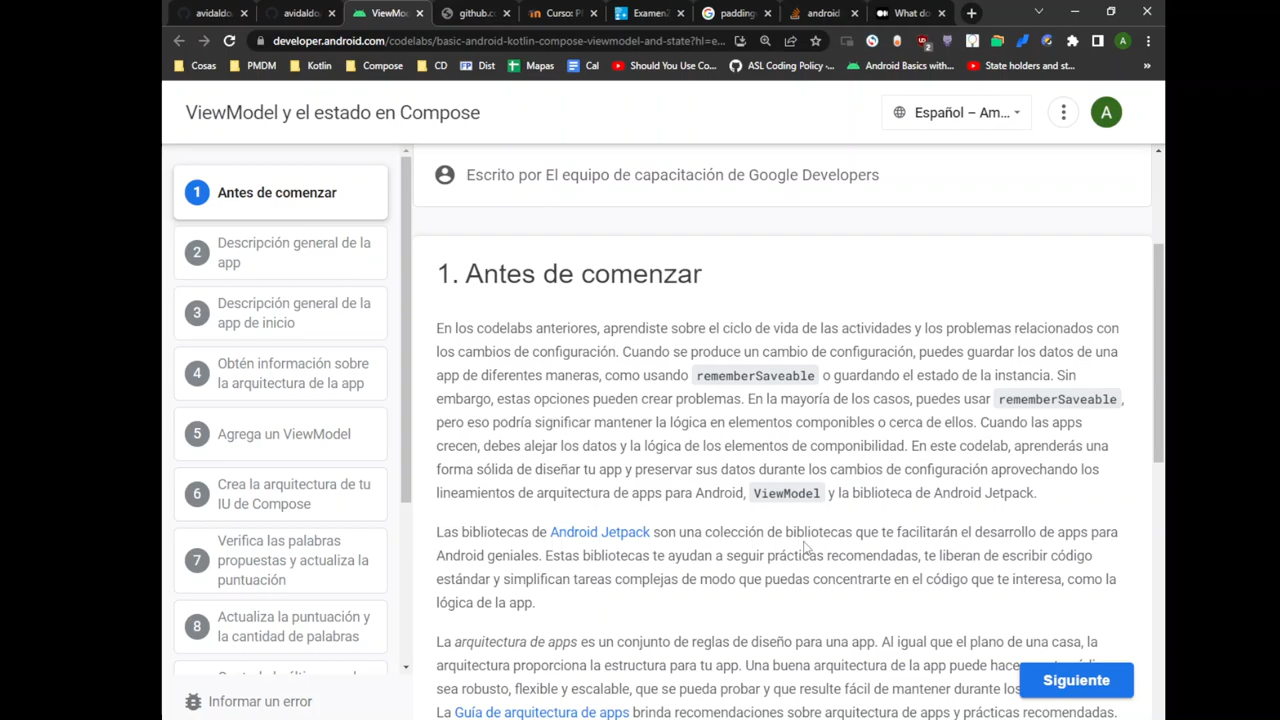 avidaldo
avidaldo
ViewMo
github.c
Curso: P
Examen2
padding
android
What do
developer.android.com/codelabs/basic-android-kotlin-compose-viewmodel-and-state?hl=e...
Cosas
PMDM
Kotlin
Compose
CD
Dist
Mapas
Cal
Should You Use Co...
ASL Coding Policy-...
Android Basics with...
State holders and st...
»
ViewModel y el estado en Compose
Español – Am...
A
1 Antes de comenzar
2 Descripción general de la
app
3 Descripción general de la
app de inicio
4 Obtén información sobre
la arquitectura de la app
5 Agrega un ViewModel
6 Crea la arquitectura de tu
IU de Compose
7 Verifica las palabras
propuestas y actualiza la
puntuación
8 Actualiza la puntuación y
la cantidad de palabras
Informar un error
Escrito por El equipo de capacitación de Google Developers
1. Antes de comenzar
En los codelabs anteriores, aprendiste sobre el ciclo de vida de las actividades y los problemas relacionados con
los cambios de configuración. Cuando se produce un cambio de configuración, puedes guardar los datos de una
app de diferentes maneras, como usando rememberSaveable o guardando el estado de la instancia. Sin
embargo, estas opciones pueden crear problemas. En la mayoría de los casos, puedes usar rememberSaveable,
pero eso podría significar mantener la lógica en elementos componibles o cerca de ellos. Cuando las apps
crecen, debes alejar los datos y la lógica de los elementos de componibilidad. En este codelab, aprenderás una
forma sólida de diseñar tu app y preservar sus datos durante los cambios de configuración aprovechando los
lineamientos de arquitectura de apps para Android, ViewModel y la biblioteca de Android Jetpack.
Las bibliotecas de Android Jetpack son una colección de bibliotecas que te facilitarán el desarrollo de apps para
Android geniales. Estas bibliotecas te ayudan a seguir prácticas recomendadas, te liberan de escribir código
estándar y simplifican tareas complejas de modo que puedas concentrarte en el código que te interesa, como la
lógica de la app.
La arquitectura de apps es un conjunto de reglas de diseño para una app. Al igual que el plano de una casa, la
arquitectura proporciona la estructura para tu app. Una buena arquitectura de la app puede hace
sea robusto, flexible y escalable, que se pueda probar y que resulte fácil de mantener durante los
Siguiente
La Guía de arquitectura de apps brinda recomendaciones sobre arquitectura de apps y prácticas recomendadas.